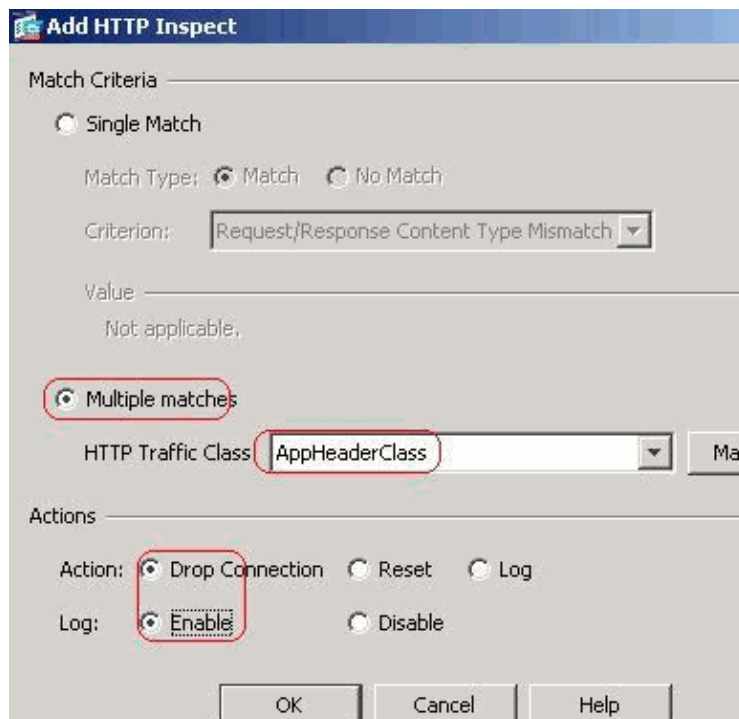 Add HTTP Inspect
Match Criteria
Single Match
Match Type: Match No Match
Criterion: Request/Response Content Type Mismatch
Value
Not applicable.
Multiple matches
HTTP Traffic Class AppHeaderClass Ma
Actions
Action: Drop Connection Reset Log
Log: Enable Disable
OK Cancel Help